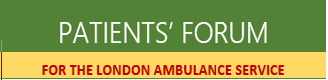 PATIENTS’ FORUM
FOR THE LONDON AMBULANCE SERVICE